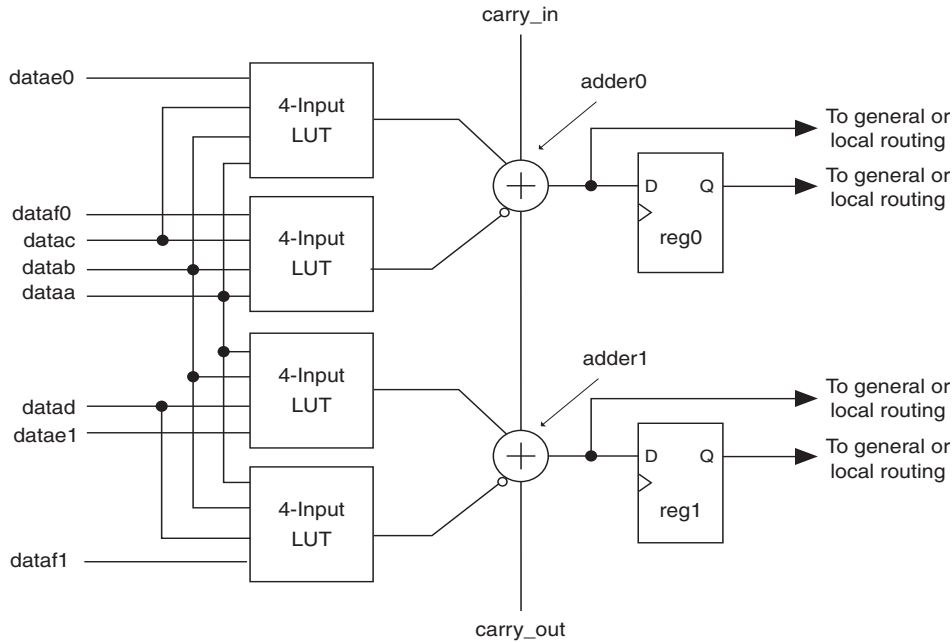 carry_in
datae0
4-Input
LUT
adder0
To general or
local routing
D Q
reg0
To general or
local routing
dataf0
datac
datab
dataa
4-Input
LUT
4-Input
LUT
adder1
To general or
local routing
datad
datae1
D Q
reg1
To general or
local routing
4-Input
LUT
dataf1
carry_out